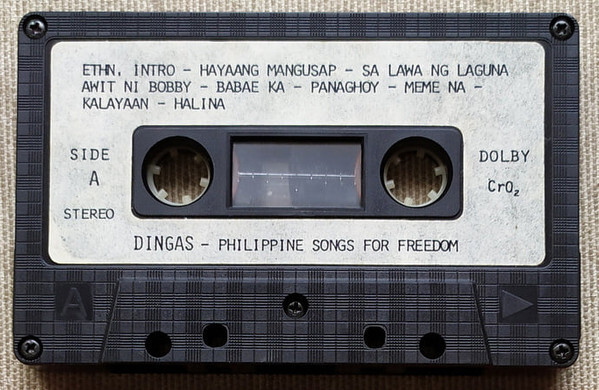 ETHN. INTRO – HAYAANG MANGUSAP – SA LAWA NG LAGUNA
AWIT NI BOBBY – BABAE KA – PANAGHOY – MEME NA –
KALAYAAN – HALINA
SIDE
A
STEREO
DOLBY
CrO₂
DINGAS – PHILIPPINE SONGS FOR FREEDOM
A